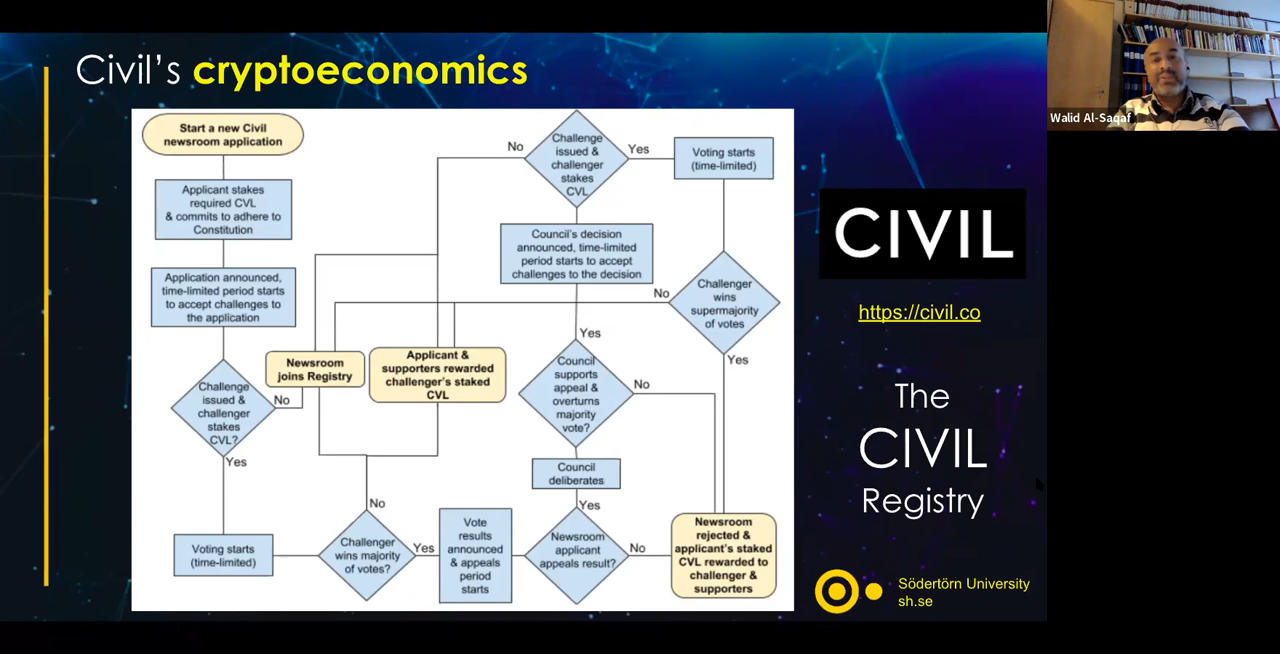 Civil's cryptoeconomics
Walid Al-Saqaf
Start a new Civil
newsroom application
Applicant stakes
required CVL
& commits to adhere to
Constitution
Application announced,
time-limited period starts
to accept challenges to
the application
Challenge
issued &
challenger
stakes
CVL?
No
Yes
Newsroom
joins Registry
Applicant &
supporters rewarded
challenger's staked
CVL
Voting starts
(time-limited)
No
Challenger
wins majority
of votes?
Yes
Vote
results
announced
& appeals
period
starts
Newsroom
applicant
appeals result?
Yes
No
Council
deliberates
Council
supports
appeal &
overturns
majority
vote?
Yes
No
Council's decision
announced, time-limited
period starts to accept
challenges to the decision
Challenge
issued &
challenger
stakes
CVL
No
Yes
Voting starts
(time-limited)
Challenger
wins
supermajority
of votes
No
Yes
Newsroom
rejected &
applicant's staked
CVL rewarded to
challenger &
supporters
CIVIL
https://civil.co
The
CIVIL
Registry
Södertörn University
sh.se